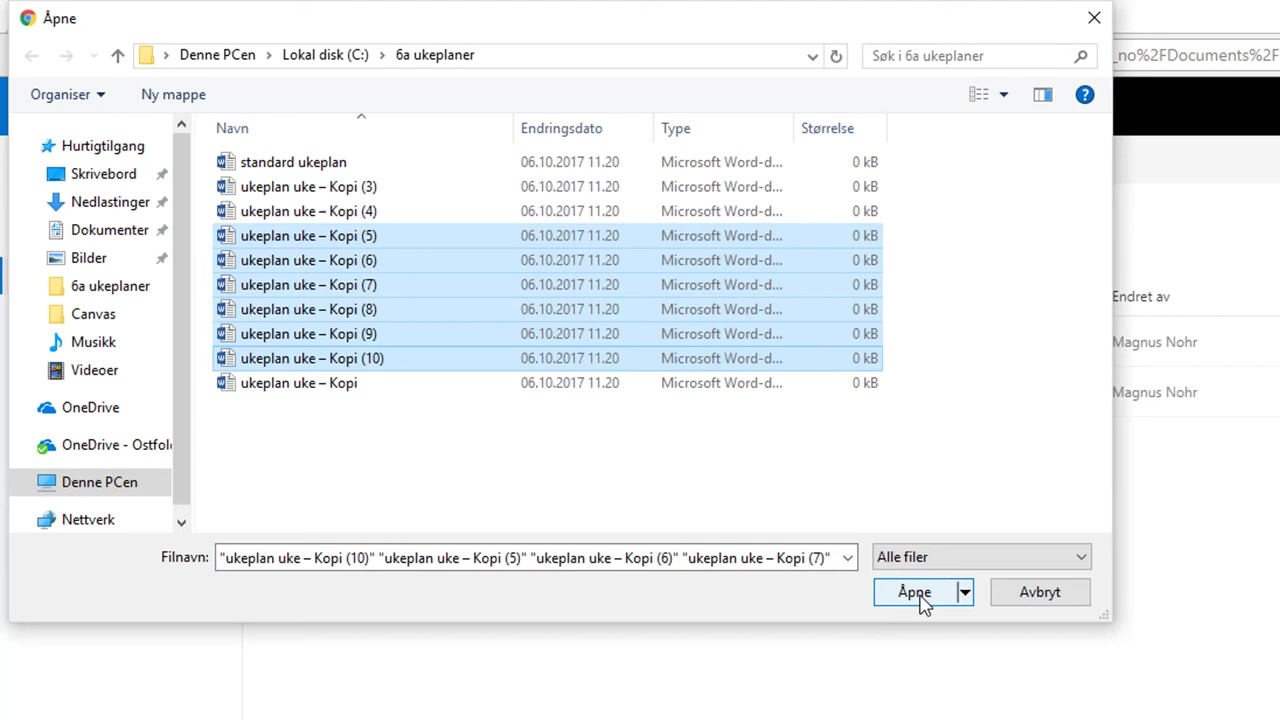 Åpne
Denne PCen
Lokal disk (C:)
6a ukeplaner
Søk i 6a ukeplaner
_no%2FDocuments%2F
Organiser
Ny mappe
Navn
Endringsdato
Type
Størrelse
Hurtigtilgang
Skrivebord
Nedlastinger
Dokumenter
Bilder
6a ukeplaner
Canvas
Musikk
Videoer
OneDrive
OneDrive - Ostfol
Denne PCen
Nettverk
standard ukeplan 06.10.2017 11.20 Microsoft Word-d... 0 kB
ukeplan uke – Kopi (3) 06.10.2017 11.20 Microsoft Word-d... 0 kB
ukeplan uke – Kopi (4) 06.10.2017 11.20 Microsoft Word-d... 0 kB
ukeplan uke – Kopi (5) 06.10.2017 11.20 Microsoft Word-d... 0 kB
ukeplan uke – Kopi (6) 06.10.2017 11.20 Microsoft Word-d... 0 kB
ukeplan uke – Kopi (7) 06.10.2017 11.20 Microsoft Word-d... 0 kB
ukeplan uke – Kopi (8) 06.10.2017 11.20 Microsoft Word-d... 0 kB
ukeplan uke – Kopi (9) 06.10.2017 11.20 Microsoft Word-d... 0 kB
ukeplan uke – Kopi (10) 06.10.2017 11.20 Microsoft Word-d... 0 kB
ukeplan uke – Kopi 06.10.2017 11.20 Microsoft Word-d... 0 kB
Endret av
Magnus Nohr
Magnus Nohr
Filnavn: "ukeplan uke – Kopi (10)" "ukeplan uke – Kopi (5)" "ukeplan uke – Kopi (6)" "ukeplan uke – Kopi (7)"
Alle filer
Åpne
Avbryt